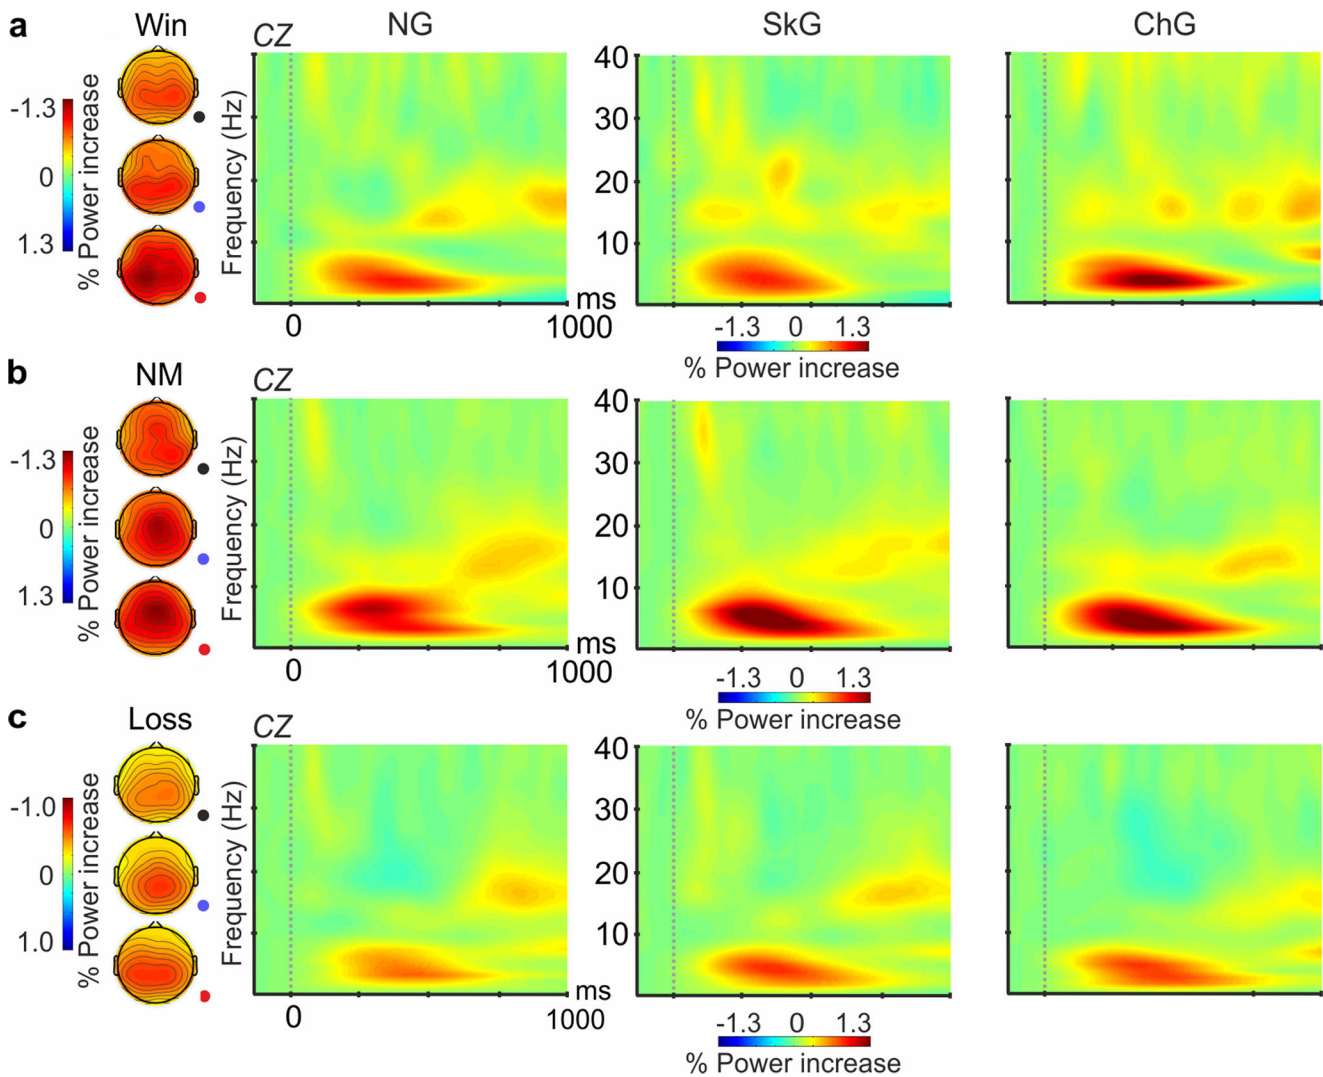 a Win CZ NG SkG ChG
-1.3
0
1.3
% Power increase
Frequency (Hz)
40
30
20
10
0 1000 ms
-1.3 0 1.3
% Power increase
b NM CZ
-1.3
0
1.3
% Power increase
Frequency (Hz)
40
30
20
10
0 1000 ms
-1.3 0 1.3
% Power increase
c Loss CZ
-1.0
0
1.0
% Power increase
Frequency (Hz)
40
30
20
10
0 1000 ms
-1.3 0 1.3
% Power increase